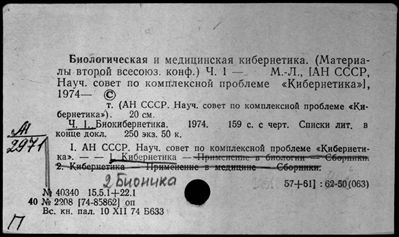 Биологическая и медицинская кибернетика. (Материа-
лы второй всесоюз. конф.) Ч. 1 — М.-Л., [АН СССР,
Науч. совет по комплексной проблеме «Кибернетика»],
1974— ©
т. (АН СССР. Науч. совет по комплексной проблеме «Ки-
бернетика»). 20 см.
Ч. 1. Биокибернетика. 1974. 159 с. с черт. Списки лит. в
конце докл. 250 экз. 50 к.
1. АН СССР. Науч. совет по комплексной проблеме «Кибернети-
ка». — — 1. Кибернетика — Применение в биологии — Сборники.
2. Кибернетика — Применение в медицине — Сборники.
2 Бионика
57+61] : 62-50(063)
№ 40340 15.5.1+22.1
40 № 2208 [74-85862] оп
Вс. кн. пал. 10 XII 74 Б633
2971
П